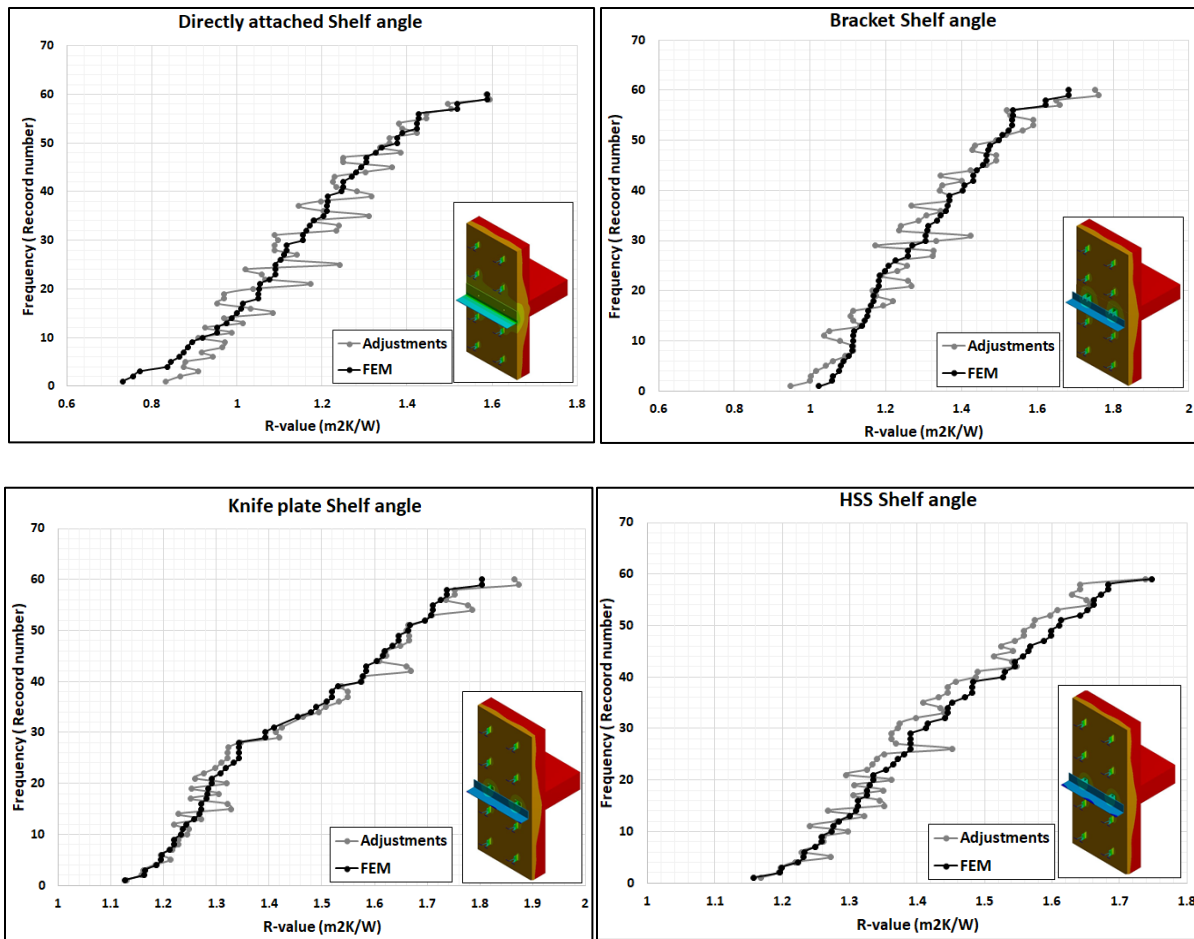 Directly attached Shelf angle
Frequency ( Recoord number)
70
60
50
40
30
20
10
0
0.6 0.8 1 1.2 1.4 1.6 1.8
R-value (m2K/W)
Adjustments
FEM
Bracket Shelf angle
Frequency ( Recoord number)
70
60
50
40
30
20
10
0
0.6 0.8 1 1.2 1.4 1.6 1.8 2
R-value (m2K/W)
Adjustments
FEM
Knife plate Shelf angle
Frequency ( Recoord number)
70
60
50
40
30
20
10
0
1 1.1 1.2 1.3 1.4 1.5 1.6 1.7 1.8 1.9 2
R-value (m2K/W)
Adjustments
FEM
HSS Shelf angle
Frequency ( Recoord number)
70
60
50
40
30
20
10
0
1 1.1 1.2 1.3 1.4 1.5 1.6 1.7 1.8
R-value (m2K/W)
Adjustments
FEM